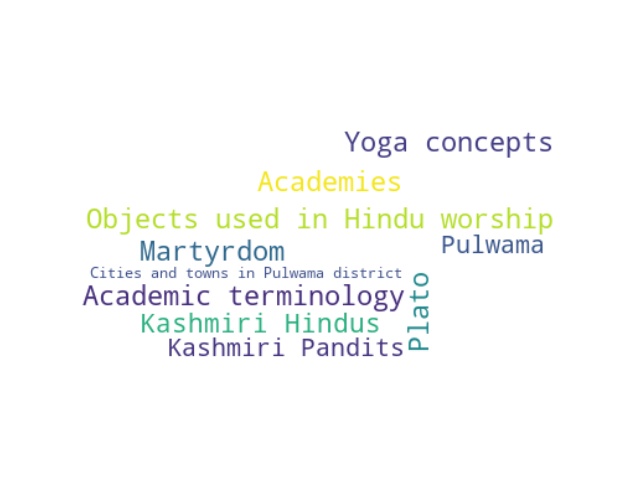 Yoga concepts
Academies
Objects used in Hindu worship
Martyrdom
Pulwama
Cities and towns in Pulwama district
Academic terminology
Plato
Kashmiri Hindus
Kashmiri Pandits